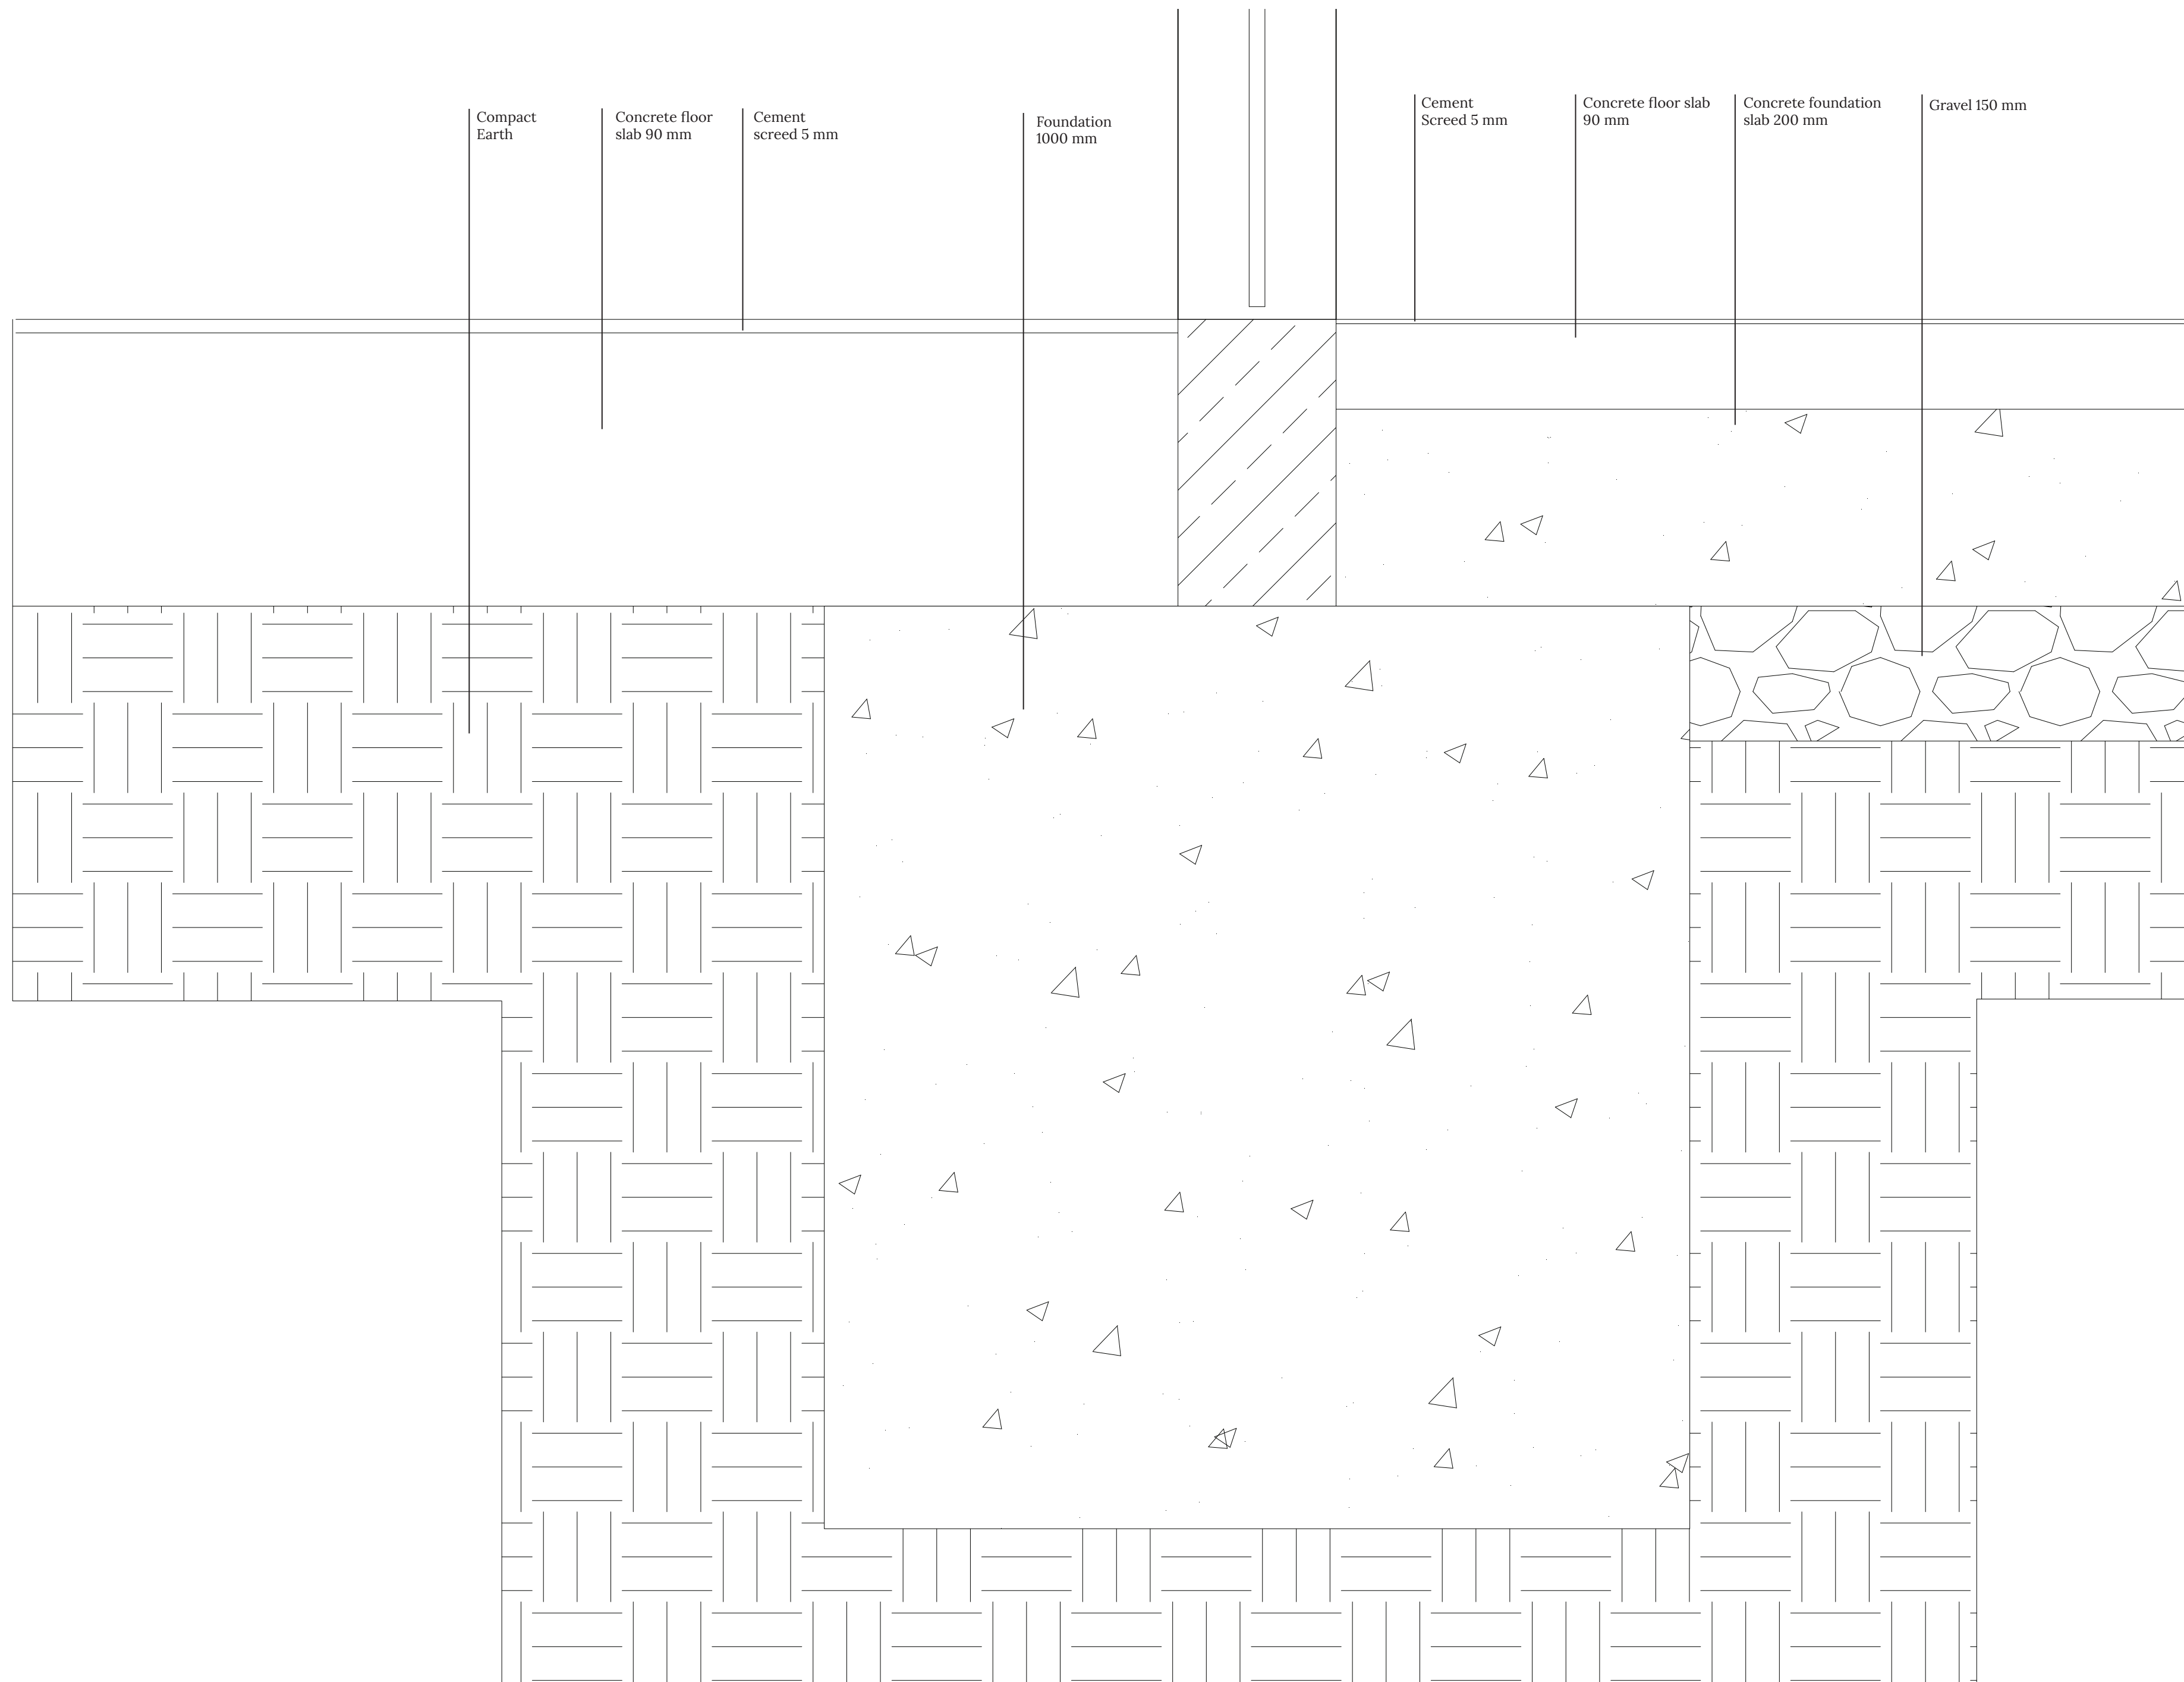 Compact
Earth
Concrete floor
slab 90 mm
Cement
screed 5 mm
Foundation
1000 mm
Cement
Screed 5 mm
Concrete floor slab
90 mm
Concrete foundation
slab 200 mm
Gravel 150 mm